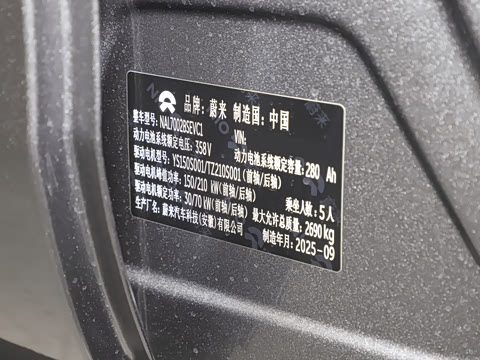 品牌：蔚来 制造国：中国
整车型号：NAL7002BSEVC1 VIN:
动力电池系统额定电压：358V 动力电池系统额定容量：280 Ah
驱动电机型号：YS150S001/TZ210S001（前轴/后轴）
驱动电机峰值功率：150/210 kW（前轴/后轴） 乘坐人数：5人
驱动电机额定功率：30/70 kW（前轴/后轴） 最大允许总质量：2690kg
生产厂名：蔚来汽车科技（安徽）有限公司 制造年月：2025-09